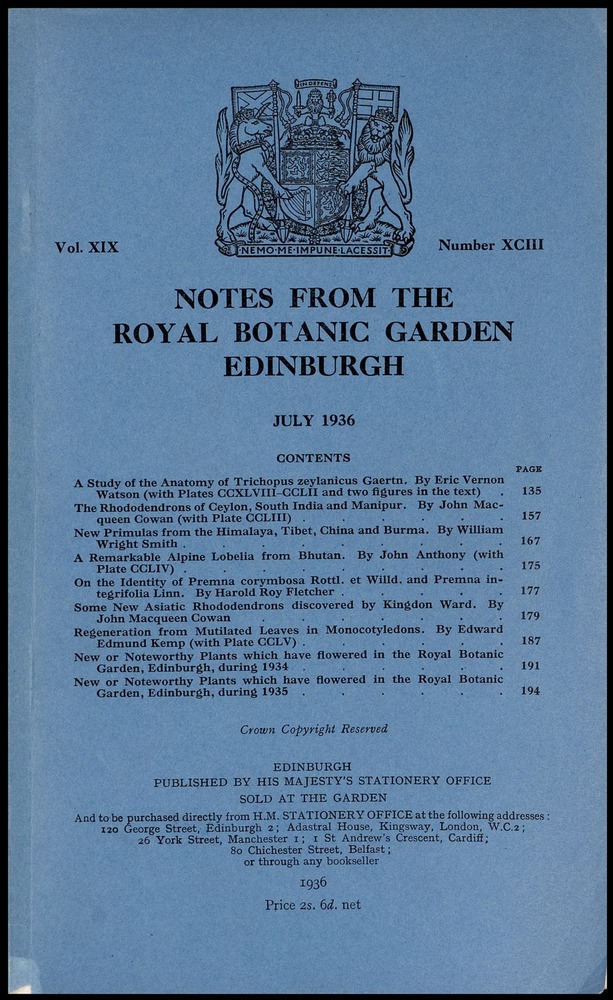 IN DEFENS
NEMO·ME·IMPUNE·LACESSIT
Vol. XIX
Number XCIII
NOTES FROM THE
ROYAL BOTANIC GARDEN
EDINBURGH
JULY 1936
CONTENTS
PAGE
A Study of the Anatomy of Trichopus zeylanicus Gaertn. By Eric Vernon
Watson (with Plates CCXLVIII–CCLII and two figures in the text) . 135
The Rhododendrons of Ceylon, South India and Manipur. By John Mac-
queen Cowan (with Plate CCLIII) . . . . . 157
New Primulas from the Himalaya, Tibet, China and Burma. By William
Wright Smith . . . . . . . . 167
A Remarkable Alpine Lobelia from Bhutan. By John Anthony (with
Plate CCLIV) . . . . . . . . 175
On the Identity of Premna corymbosa Rottl. et Willd. and Premna in-
tegrifolia Linn. By Harold Roy Fletcher . . . . 177
Some New Asiatic Rhododendrons discovered by Kingdon Ward. By
John Macqueen Cowan . . . . . . 179
Regeneration from Mutilated Leaves in Monocotyledons. By Edward
Edmund Kemp (with Plate CCLV) . . . . . 187
New or Noteworthy Plants which have flowered in the Royal Botanic
Garden, Edinburgh, during 1934 . . . . . 191
New or Noteworthy Plants which have flowered in the Royal Botanic
Garden, Edinburgh, during 1935 . . . . . 194
Crown Copyright Reserved
EDINBURGH
PUBLISHED BY HIS MAJESTY'S STATIONERY OFFICE
SOLD AT THE GARDEN
And to be purchased directly from H.M. STATIONERY OFFICE at the following addresses :
120 George Street, Edinburgh 2 ; Adastral House, Kingsway, London, W.C.2 ;
26 York Street, Manchester 1 ; 1 St Andrew's Crescent, Cardiff ;
80 Chichester Street, Belfast ;
or through any bookseller
1936
Price 2s. 6d. net